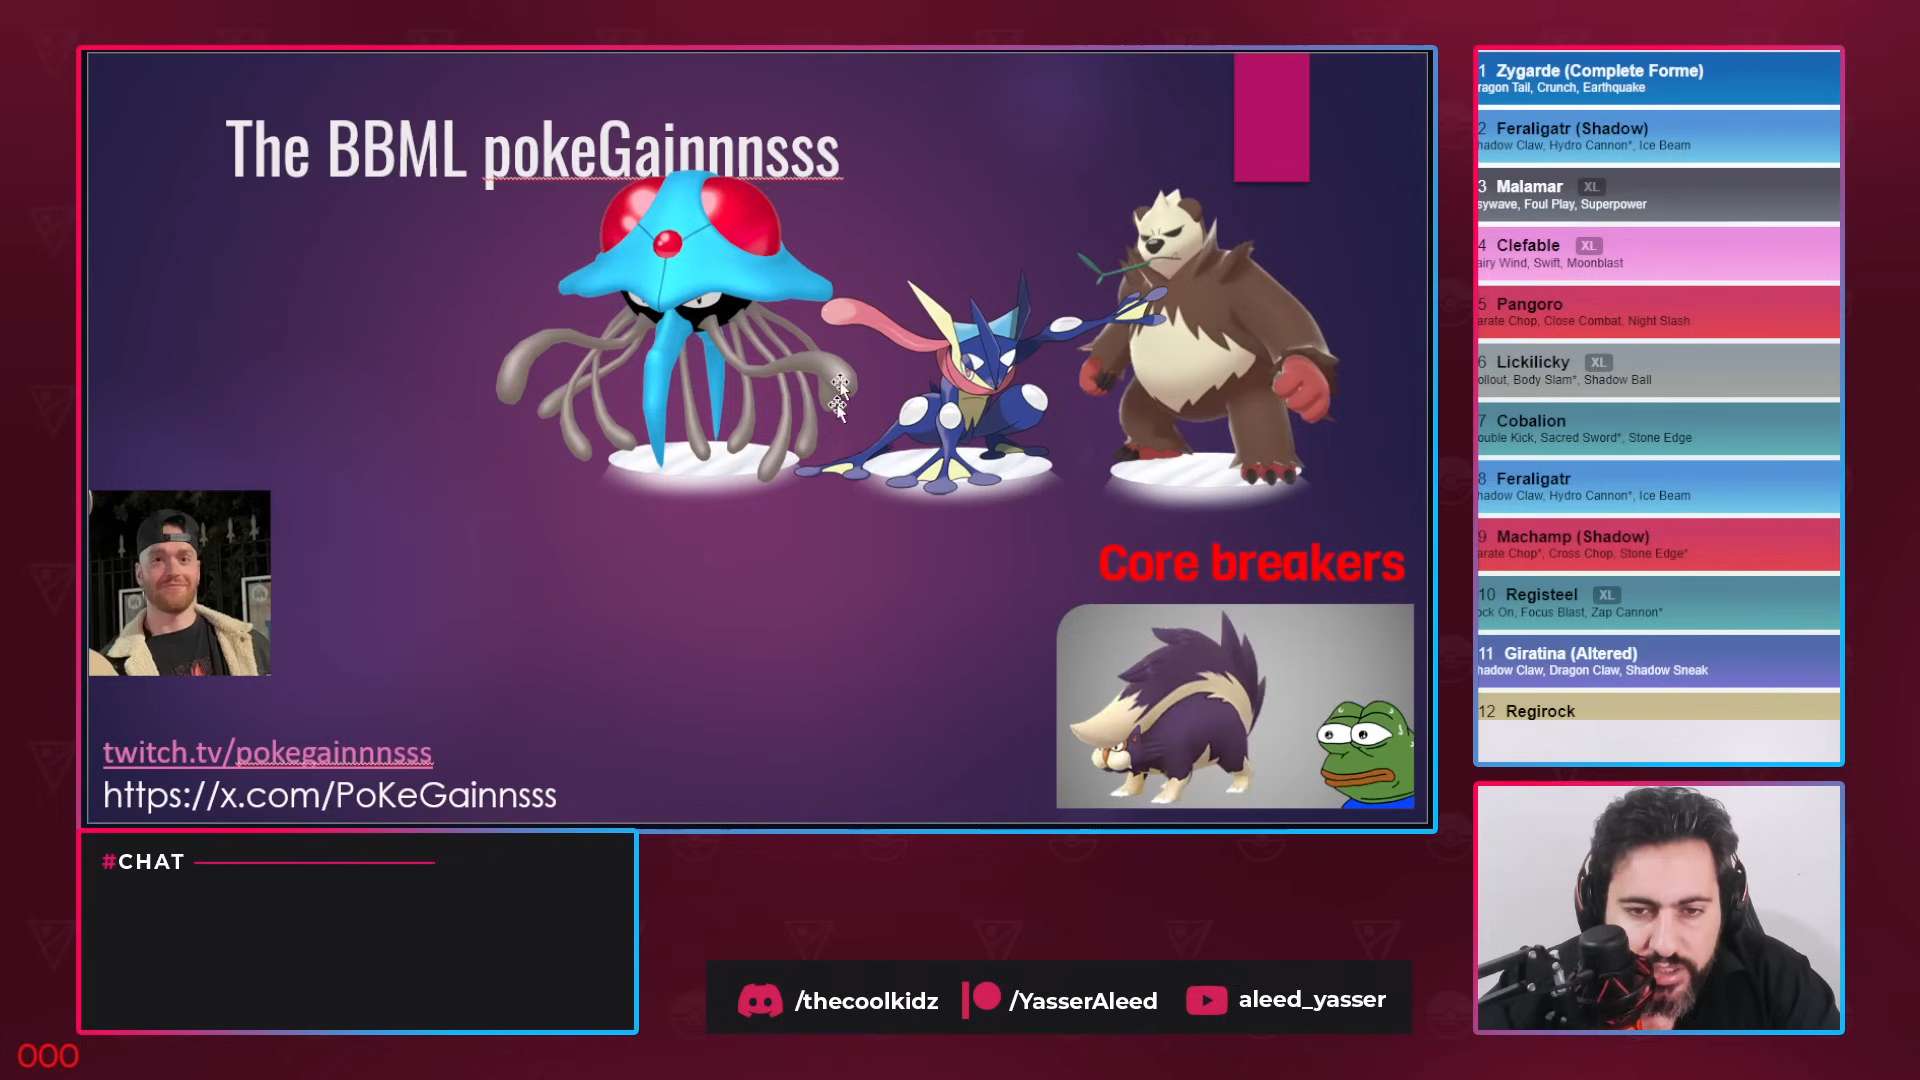 The BBML pokeGainnnsss
Core breakers
twitch.tv/pokegainnnsss
https://x.com/PoKeGainnsss
#CHAT
/thecoolkidz
/YasserAleed
aleed_yasser
000
1 Zygarde (Complete Forme)
ragon Tail, Crunch, Earthquake
2 Feraligatr (Shadow)
hadow Claw, Hydro Cannon*, Ice Beam
3 Malamar XL
sywave, Foul Play, Superpower
4 Clefable XL
airy Wind, Swift, Moonblast
5 Pangoro
arate Chop, Close Combat, Night Slash
6 Lickilicky XL
ollout, Body Slam*, Shadow Ball
7 Cobalion
ouble Kick, Sacred Sword*, Stone Edge
8 Feraligatr
hadow Claw, Hydro Cannon*, Ice Beam
9 Machamp (Shadow)
arate Chop*, Cross Chop, Stone Edge*
10 Registeel XL
ock On, Focus Blast, Zap Cannon*
11 Giratina (Altered)
hadow Claw, Dragon Claw, Shadow Sneak
12 Regirock